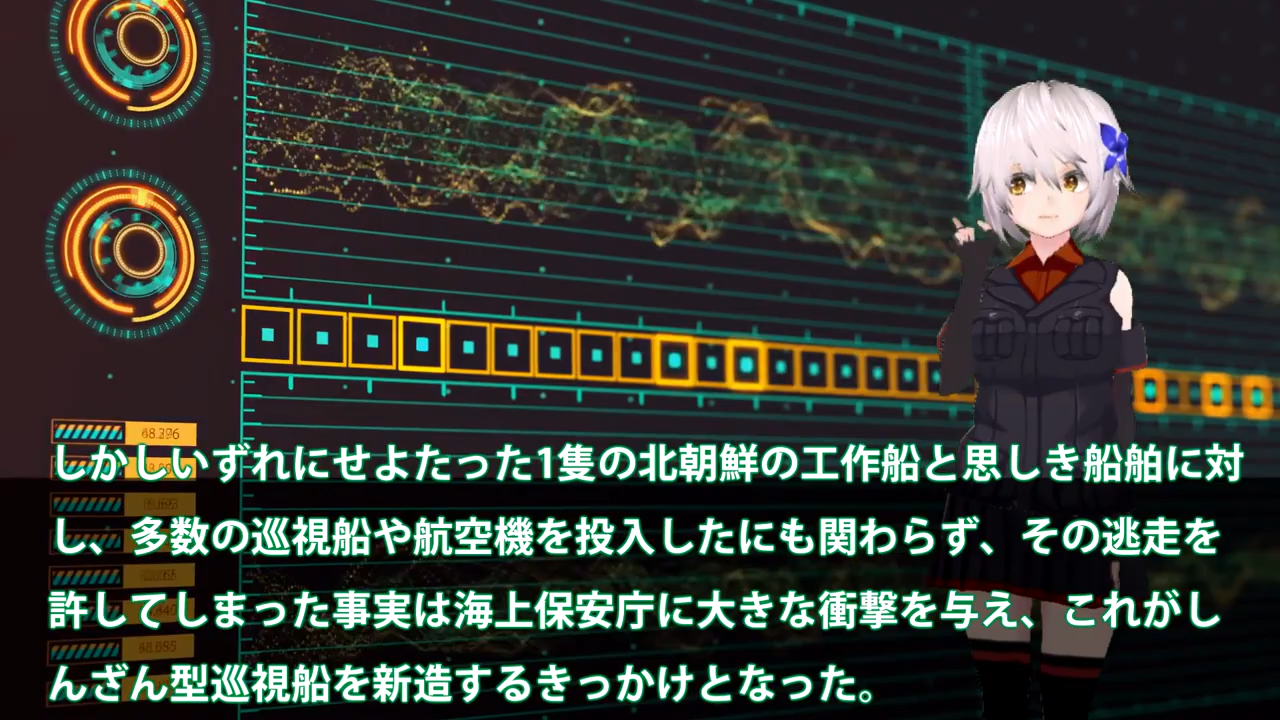 68.226
しかしいずれにせよたった1隻の北朝鮮の工作船と思しき船舶に対
し、多数の巡視船や航空機を投入したにも関わらず、その逃走を
許してしまった事実は海上保安庁に大きな衝撃を与え、これがし
んざん型巡視船を新造するきっかけとなった。